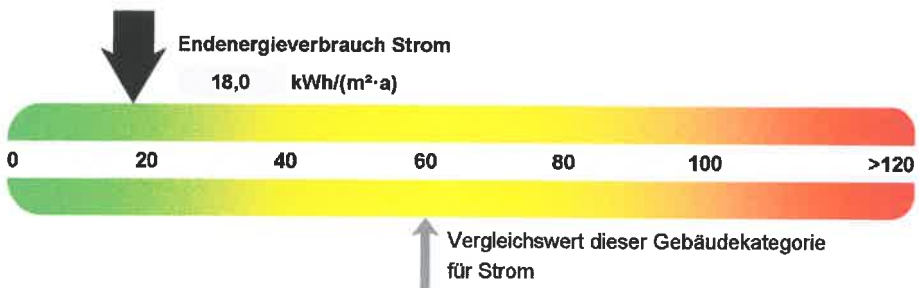 Endenergieverbrauch Strom
18,0 kWh/(m²·a)
0 20 40 60 80 100 >120
Vergleichswert dieser Gebäudekategorie
für Strom